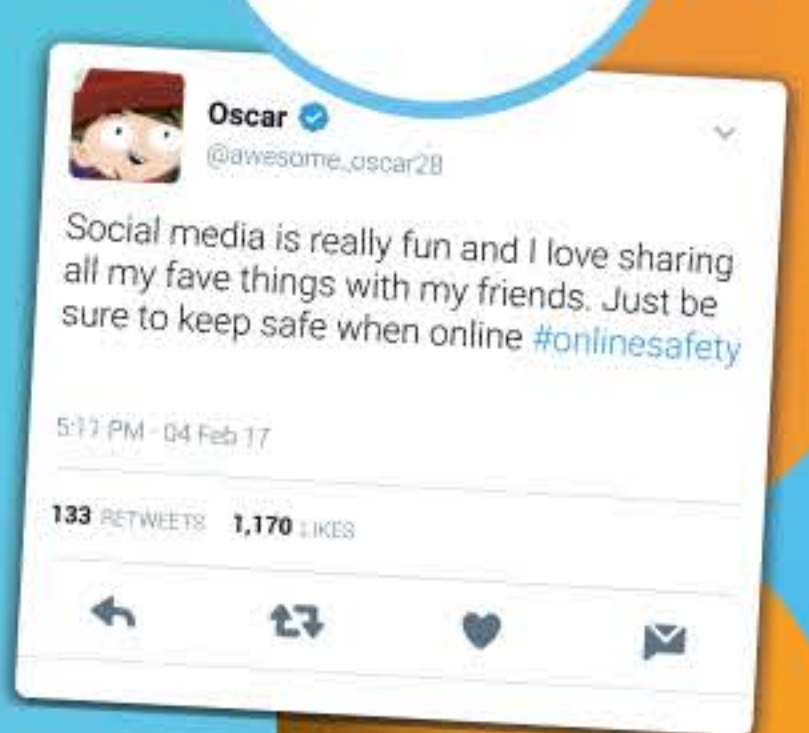 Oscar
@awesome_oscar28
Social media is really fun and I love sharing
all my fave things with my friends. Just be
sure to keep safe when online #onlinesafety
5:11 PM - 04 Feb 17
133 RETWEETS 1,170 LIKES